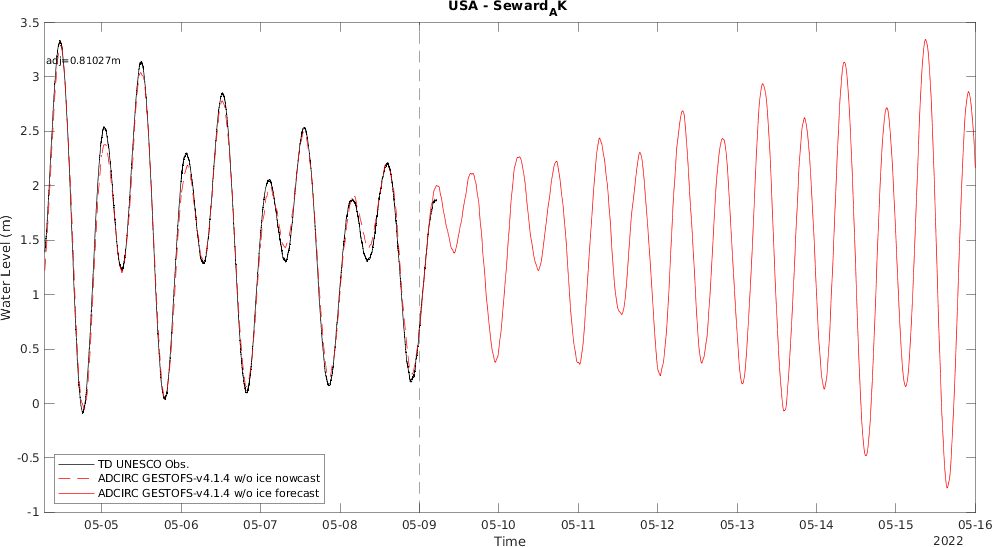 USA - Seward_AK
3.5
3
2.5
2
1.5
1
0.5
0
-0.5
-1
Water Level (m)
adj=0.81027m
TD UNESCO Obs.
ADCIRC GESTOFS-v4.1.4 w/o ice nowcast
ADCIRC GESTOFS-v4.1.4 w/o ice forecast
05-05 05-06 05-07 05-08 05-09 05-10 05-11 05-12 05-13 05-14 05-15 05-16
Time
2022